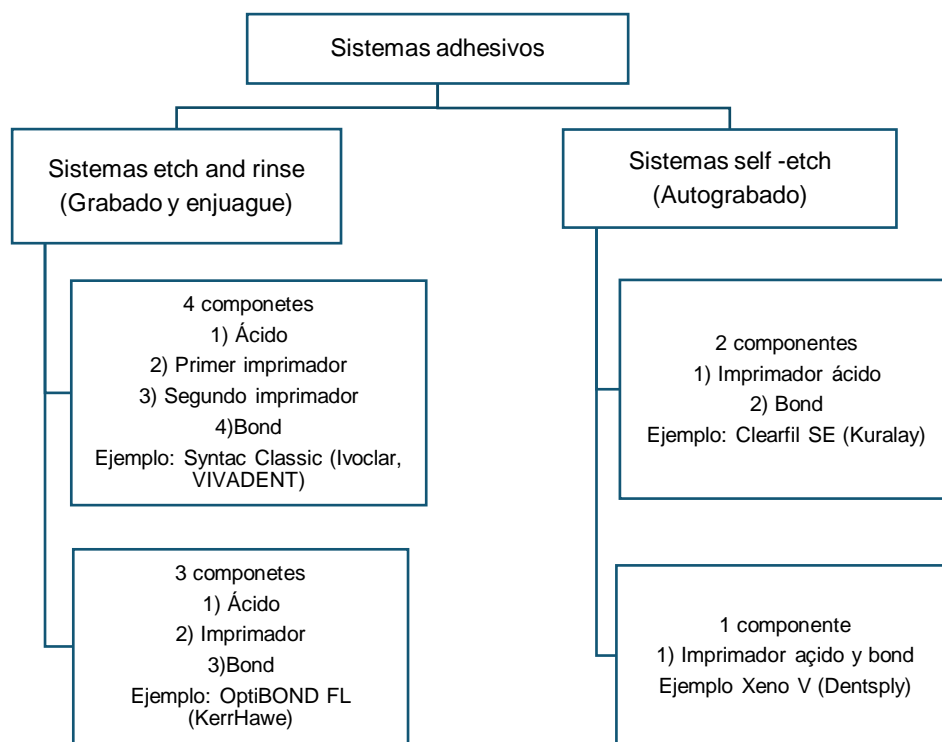 Sistemas adhesivos
Sistemas etch and rinse
(Grabado y enjuague)
4 componetes
1) Ácido
2) Primer imprimador
3) Segundo imprimador
4)Bond
Ejemplo: Syntac Classic (Ivoclar,
VIVADENT)
3 componetes
1) Ácido
2) Imprimador
3)Bond
Ejemplo: OptiBOND FL
(KerrHawe)
Sistemas self -etch
(Autograbado)
2 componentes
1) Imprimador ácido
2) Bond
Ejemplo: Clearfil SE (Kuralay)
1 componente
1) Imprimador açido y bond
Ejemplo Xeno V (Dentsply)